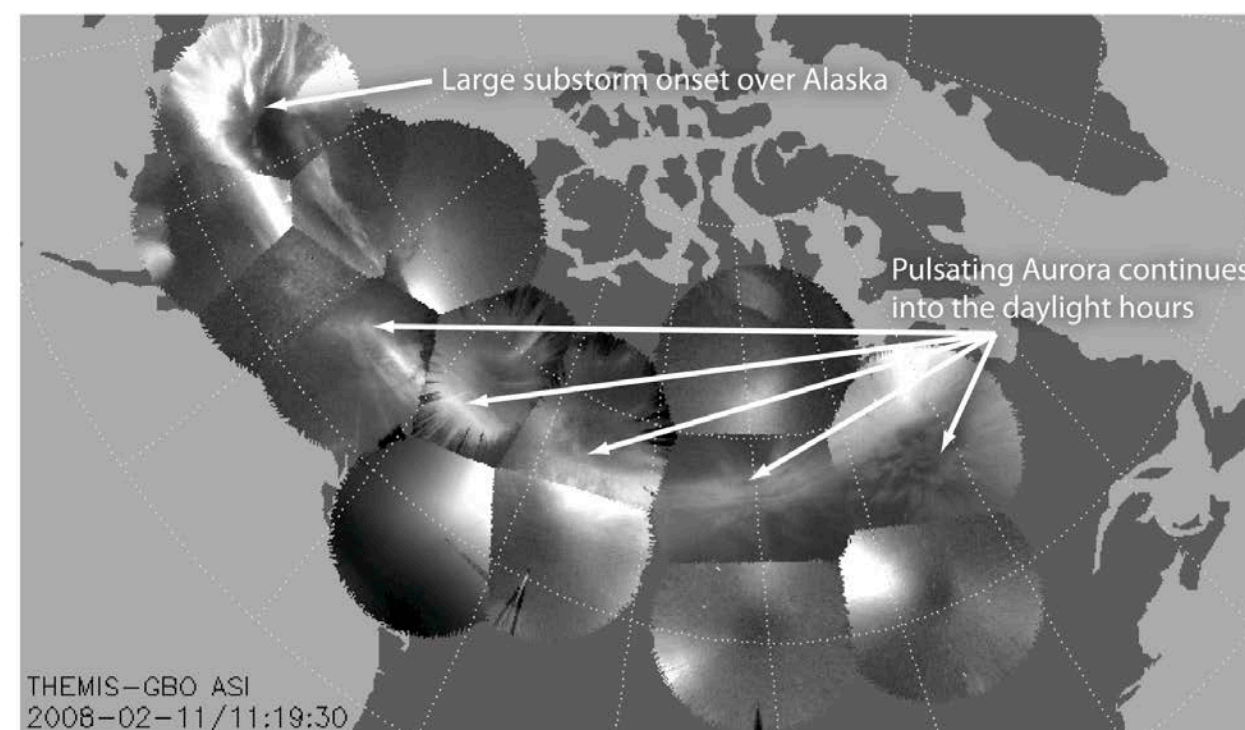 Large substorm onset over Alaska
Pulsating Aurora continues
into the daylight hours
THEMIS-GBO ASI
2008-02-11/11:19:30